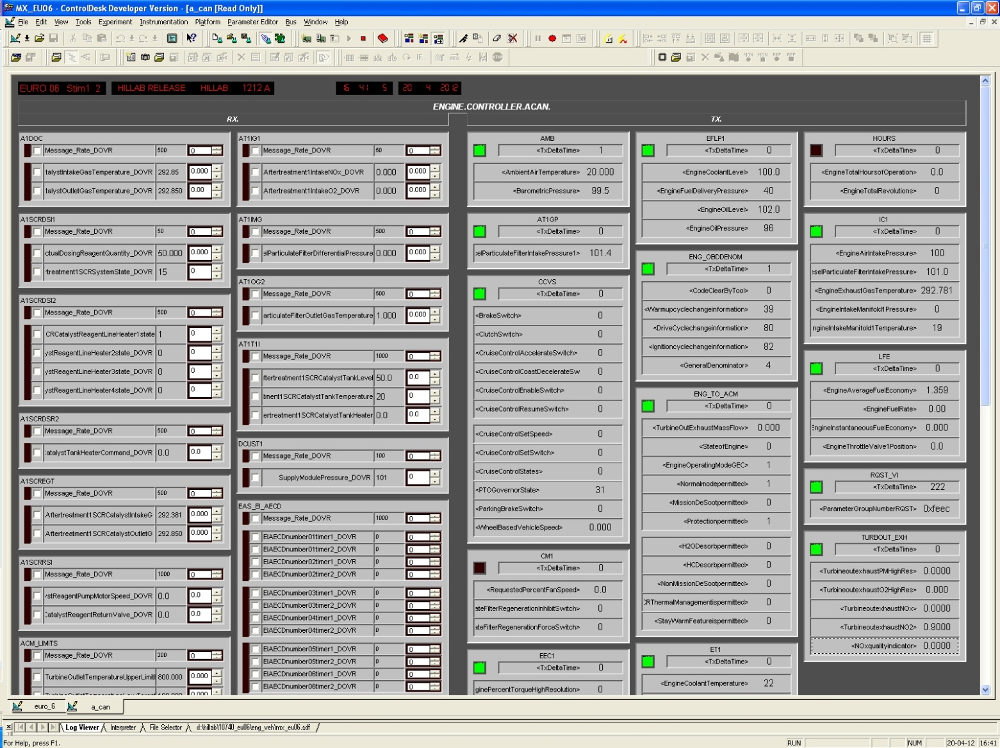 MX_EU06 - ControlDesk Developer Version - [a_can [Read Only]]
File Edit View Tools Experiment Instrumentation Platform Parameter Editor Bus Window Help
EURO 06 Stim1 2 HILLAB RELEASE HILLAB 1212 A 16 41 5 20 4 2012
ENGINE.CONTROLLER.ACAN.
RX.
A1DOC
Message_Rate_DOVR 500 0
talystIntakeGasTemperature_DOVR 292.85 0.000
talystOutletGasTemperature_DOVR 292.850 0.00
A1SCRDSI1
Message_Rate_DOVR 50 0
ctualDosingReagentQuantity_DOVR 50.000 0.000
treatment1SCRSystemState_DOVR 15 0
A1SCRDSI2
Message_Rate_DOVR 500 0
CRCatalystReagentLineHeater1state 1 0
ystReagentLineHeater2state_DOVR 0 0
ystReagentLineHeater3state_DOVR 0 0
ystReagentLineHeater4state_DOVR 0 0
A1SCRDSR2
Message_Rate_DOVR 500 0
atalystTankHeaterCommand_DOVR 0.0 0.0
A1SCREGT
Message_Rate_DOVR 500 0
Aftertreatment1SCRCatalystIntakeG 292.381 0.000
Aftertreatment1SCRCatalystOutletG 292.850 0.000
A1SCRRSI
Message_Rate_DOVR 1000 0
stReagentPumpMotorSpeed_DOVR 0.0 0.0
CatalystReagentReturnValve_DOVR 0.0 0.0
ACM_LIMITS
Message_Rate_DOVR 200 0
TurbineOutletTemperatureUpperLimit 800.000 0.000
AT1IG1
Message_Rate_DOVR 50 0
Aftertreatment1IntakeNOx_DOVR 0.000 0.000
Aftertreatment1IntakeO2_DOVR 0.000 0.000
AT1IMG
Message_Rate_DOVR 500 0
elParticulateFilterDifferentialPressure 0.000 0.000
AT1OG2
Message_Rate_DOVR 500 0
articulateFilterOutletGasTemperature 1.000 0.000
AT1T1I
Message_Rate_DOVR 1000 0
ftertreatment1SCRCatalystTankLevel 50.0 0.0
tment1SCRCatalystTankTemperature 20 0
ertreatment1SCRCatalystTankHeater 0.0 0.0
DCUST1
Message_Rate_DOVR 100 0
SupplyModulePressure_DOVR 101 0
EAS_EI_AECD
Message_Rate_DOVR 1000 0
EIAECDnumber01timer1_DOVR 0 0
EIAECDnumber01timer2_DOVR 0 0
EIAECDnumber02timer1_DOVR 0 0
EIAECDnumber02timer2_DOVR 0 0
EIAECDnumber03timer1_DOVR 0 0
EIAECDnumber03timer2_DOVR 0 0
EIAECDnumber04timer1_DOVR 0 0
EIAECDnumber04timer2_DOVR 0 0
EIAECDnumber05timer1_DOVR 0 0
EIAECDnumber05timer2_DOVR 0 0
EIAECDnumber06timer1_DOVR 0 0
EIAECDnumber06timer2_DOVR 0 0
TX.
AMB
<TxDeltaTime> 1
<AmbientAirTemperature> 20.000
<BarometricPressure> 99.5
AT1GP
<TxDeltaTime> 0
elParticulateFilterIntakePressure1> 101.4
CCVS
<TxDeltaTime> 0
<BrakeSwitch> 0
<ClutchSwitch> 0
<CruiseControlAccelerateSwitch> 0
<CruiseControlCoastDecelerateSw 0
<CruiseControlEnableSwitch> 0
<CruiseControlResumeSwitch> 0
<CruiseControlSetSpeed> 0
<CruiseControlSetSwitch> 0
<CruiseControlStates> 0
<PTOGovernorState> 31
<ParkingBrakeSwitch> 0
<WheelBasedVehicleSpeed> 0.000
CM1
<TxDeltaTime> 0
<RequestedPercentFanSpeed> 0.0
ateFilterRegenerationInhibitSwitch> 0
ateFilterRegenerationForceSwitch> 0
EEC1
<TxDeltaTime> 0
ginePercentTorqueHighResolution> 0
EFLP1
<TxDeltaTime> 0
<EngineCoolantLevel> 100.0
<EngineFuelDeliveryPressure> 40
<EngineOilLevel> 102.0
<EngineOilPressure> 96
ENG_OBDDENOM
<TxDeltaTime> 1
<CodeClearByTool> 0
<Warmupcyclechangeinformation> 39
<DriveCyclechangeinformation> 80
<Ignitioncyclechangeinformation> 82
<GeneralDenominator> 4
ENG_TO_ACM
<TxDeltaTime> 0
<TurbineOutExhaustMassFlow> 0.000
<StateofEngine> 0
<EngineOperatingModeGEC> 1
<Normalmodepermitted> 1
<MissionDeSootpermitted> 0
<Protectionpermitted> 1
<H2ODesorbpermitted> 0
<HCDesorbpermitted> 0
<NonMissionDeSootpermitted> 0
CRThermalManagementispermitted> 0
<StayWarmFeatureispermitted> 0
ET1
<TxDeltaTime> 0
<EngineCoolantTemperature> 22
HOURS
<TxDeltaTime> 0
<EngineTotalHoursofOperation> 0.0
<EngineTotalRevolutions> 0
IC1
<TxDeltaTime> 0
<EngineAirIntakePressure> 100
selParticulateFilterIntakePressure> 101.0
<EngineExhaustGasTemperature> 292.781
<EngineIntakeManifold1Pressure> 0
ngineIntakeManifold1Temperature> 19
LFE
<TxDeltaTime> 0
<EngineAverageFuelEconomy> 1.359
<EngineFuelRate> 0.00
EngineInstantaneousFuelEconomy> 0.000
<EngineThrottleValve1Position> 0.0
RQST_VI
<TxDeltaTime> 222
<ParameterGroupNumberRQST> 0xfeec
TURBOUT_EXH
<TxDeltaTime> 0
<TurbineoutexhaustPMHighRes> 0.0000
<TurbineoutexhaustO2HighRes> 0.000
<TurbineoutexhaustNOx> 0.0000
<TurbineoutexhaustNO2> 0.9000
<NOxqualityindicator> 0.0000
euro_6 a_can
Log Viewer Interpreter File Selector d:\hillab\10740_eu06\eng_veh\mx_eu06.sdf
For Help, press F1. RUN NUM 20-04-12 16:41